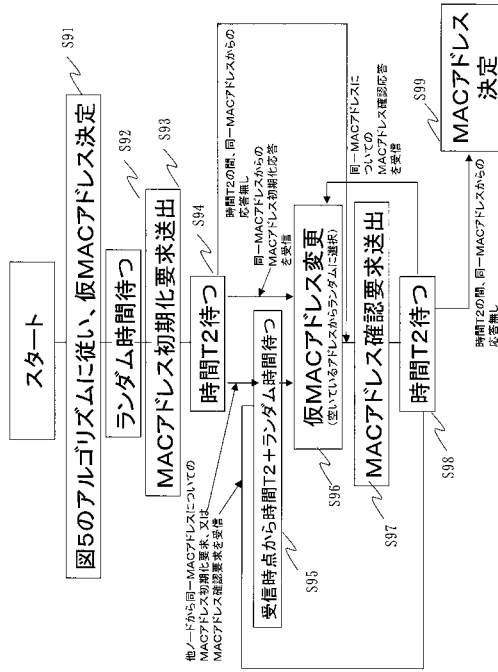 スタート
図5のアルゴリズムに従い、仮MACアドレス決定
S91
ランダム時間待つ
S92
MACアドレス初期化要求送出
S93
時間T2待つ
S94
時間T2の間、同一MACアドレスからの
応答無し
同一MACアドレスからの
MACアドレス初期化応答
を受信
他ノードから同一MACアドレスについての
MACアドレス初期化要求、又は
MACアドレス確認要求を受信
受信時点から時間T2+ランダム時間待つ
S95
仮MACアドレス変更
(空いているアドレスからランダムに選択)
S96
同一MACアドレスに
ついての
MACアドレス確認応答
を受信
MACアドレス確認要求送出
S97
時間T2待つ
S98
時間T2の間、同一MACアドレスからの
応答無し
S99
MACアドレス
決定